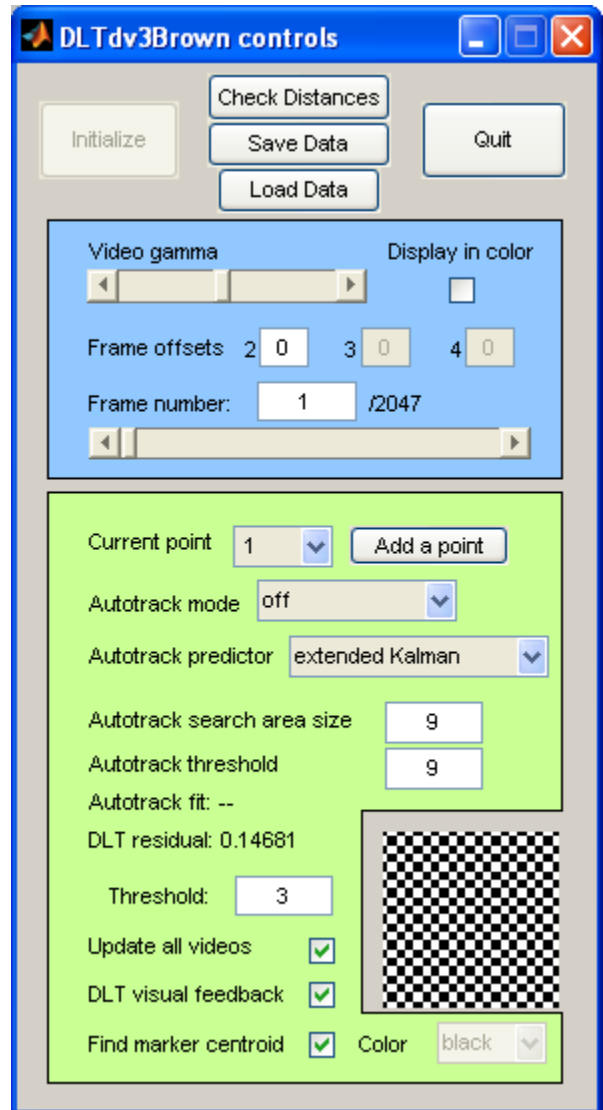 DLTdv3Brown controls
Check Distances
Initialize Save Data Quit
Load Data
Video gamma Display in color
Frame offsets 2 0 3 0 4 0
Frame number: 1 /2047
Current point 1 Add a point
Autotrack mode off
Autotrack predictor extended Kalman
Autotrack search area size 9
Autotrack threshold 9
Autotrack fit: --
DLT residual: 0.14681
Threshold: 3
Update all videos
DLT visual feedback
Find marker centroid Color black